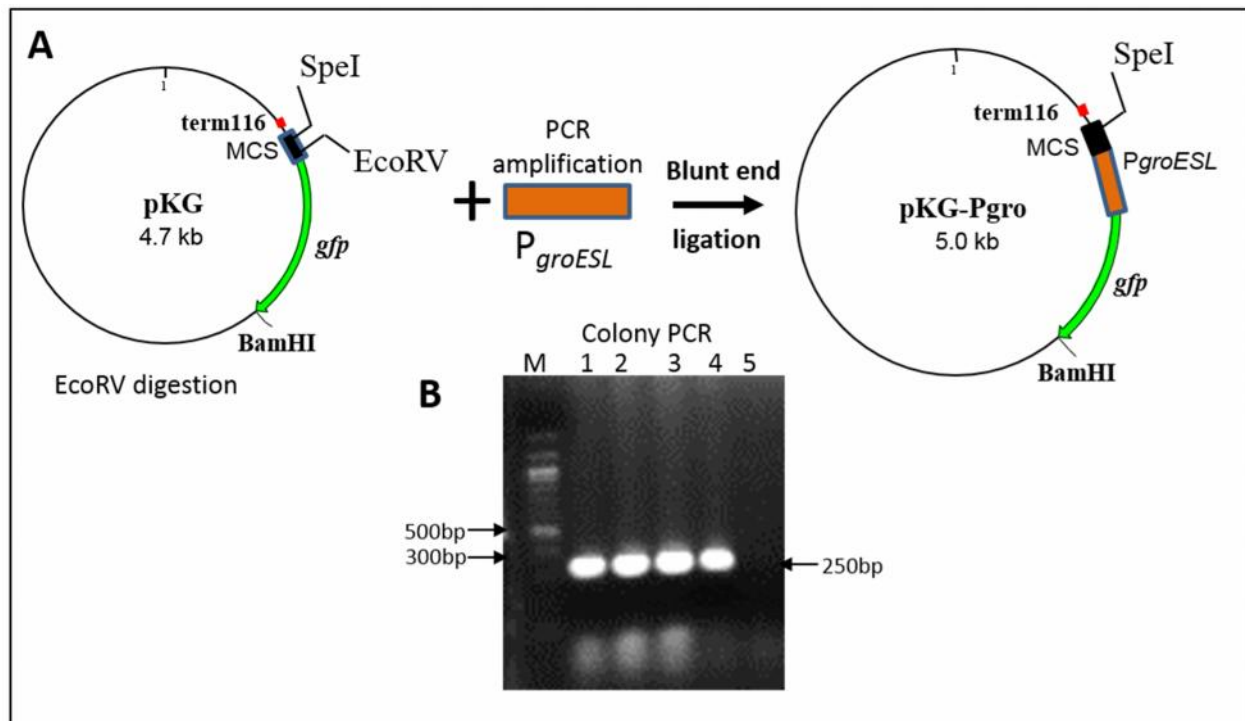 A
1
SpeI
term116
MCS
EcoRV
pKG
4.7 kb
gfp
BamHI
EcoRV digestion
+
PCR
amplification
PgroESL
Blunt end
ligation
1
SpeI
term116
MCS
PgroESL
pKG-Pgro
5.0 kb
gfp
BamHI
Colony PCR
M 1 2 3 4 5
B
500bp
300bp
250bp